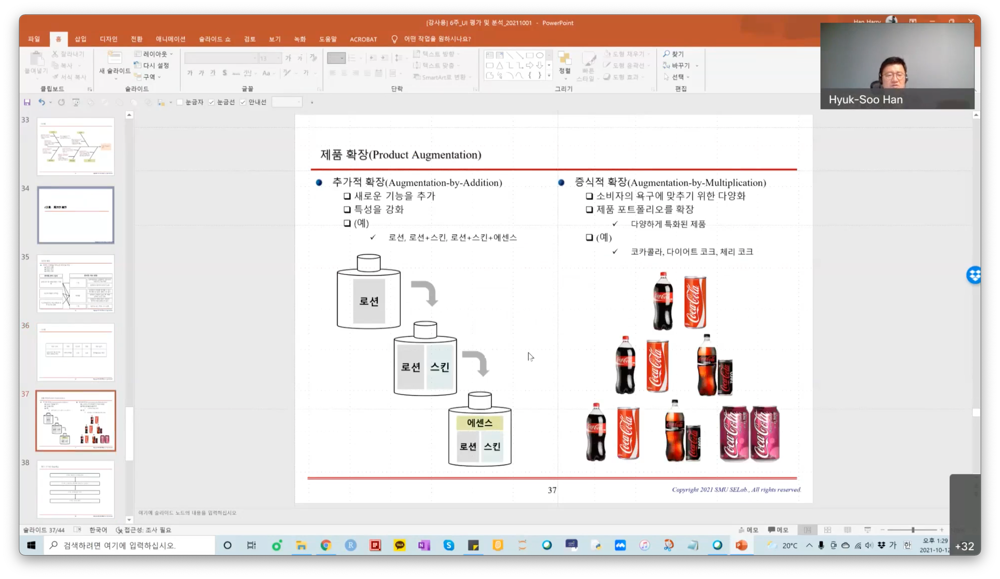 [강사용] 6주_UI 평가 및 분석_20211001 - PowerPoint
Han Harry
파일 홈 삽입 디자인 전환 애니메이션 슬라이드 쇼 검토 보기 녹화 도움말 ACROBAT 어떤 작업을 원하시나요?
붙여넣기
잘라내기
복사
서식 복사
클립보드
새 슬라이드
레이아웃
다시 설정
구역
슬라이드
13
글꼴
텍스트 방향
텍스트 맞춤
SmartArt로 변환
단락
정렬
빠른 스타일
도형 채우기
도형 윤곽선
도형 효과
그리기
찾기
바꾸기
선택
편집
Hyuk-Soo Han
눈금자 눈금선 안내선
33
34
35
36
37
38
제품 확장(Product Augmentation)
추가적 확장(Augmentation-by-Addition)
새로운 기능을 추가
특성을 강화
(예)
로션, 로션+스킨, 로션+스킨+에센스
로션
로션 스킨
에센스
로션 스킨
증식적 확장(Augmentation-by-Multiplication)
소비자의 욕구에 맞추기 위한 다양화
제품 포트폴리오를 확장
다양하게 특화된 제품
(예)
코카콜라, 다이어트 코크, 체리 코크
Coca-Cola
Coca-Cola
Coca-Cola zero
Coca-Cola
Coca-Cola zero
Coca-Cola Coca-Cola
37
Copyright 2021 SMU SELab., All rights reserved.
여기에 슬라이드 노트의 내용을 입력하십시오
슬라이드 37/44 한국어 접근성: 조사 필요
메모 메모
검색하려면 여기에 입력하십시오.
TALK
20°C
가 한
오후 1:29
2021-10-12
+32